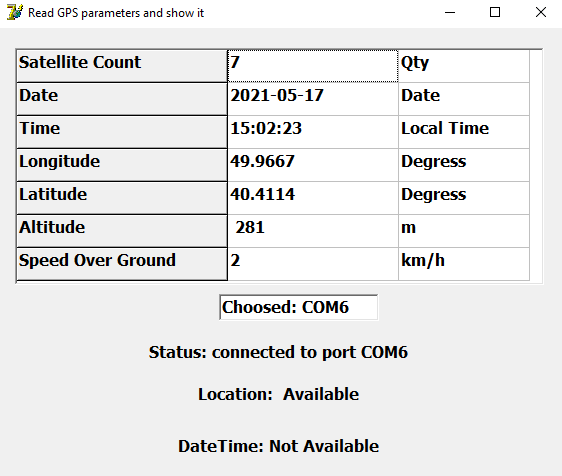 Read GPS parameters and show it
Satellite Count 7 Qty
Date 2021-05-17 Date
Time 15:02:23 Local Time
Longitude 49.9667 Degress
Latitude 40.4114 Degress
Altitude 281 m
Speed Over Ground 2 km/h
Choosed: COM6
Status: connected to port COM6
Location: Available
DateTime: Not Available